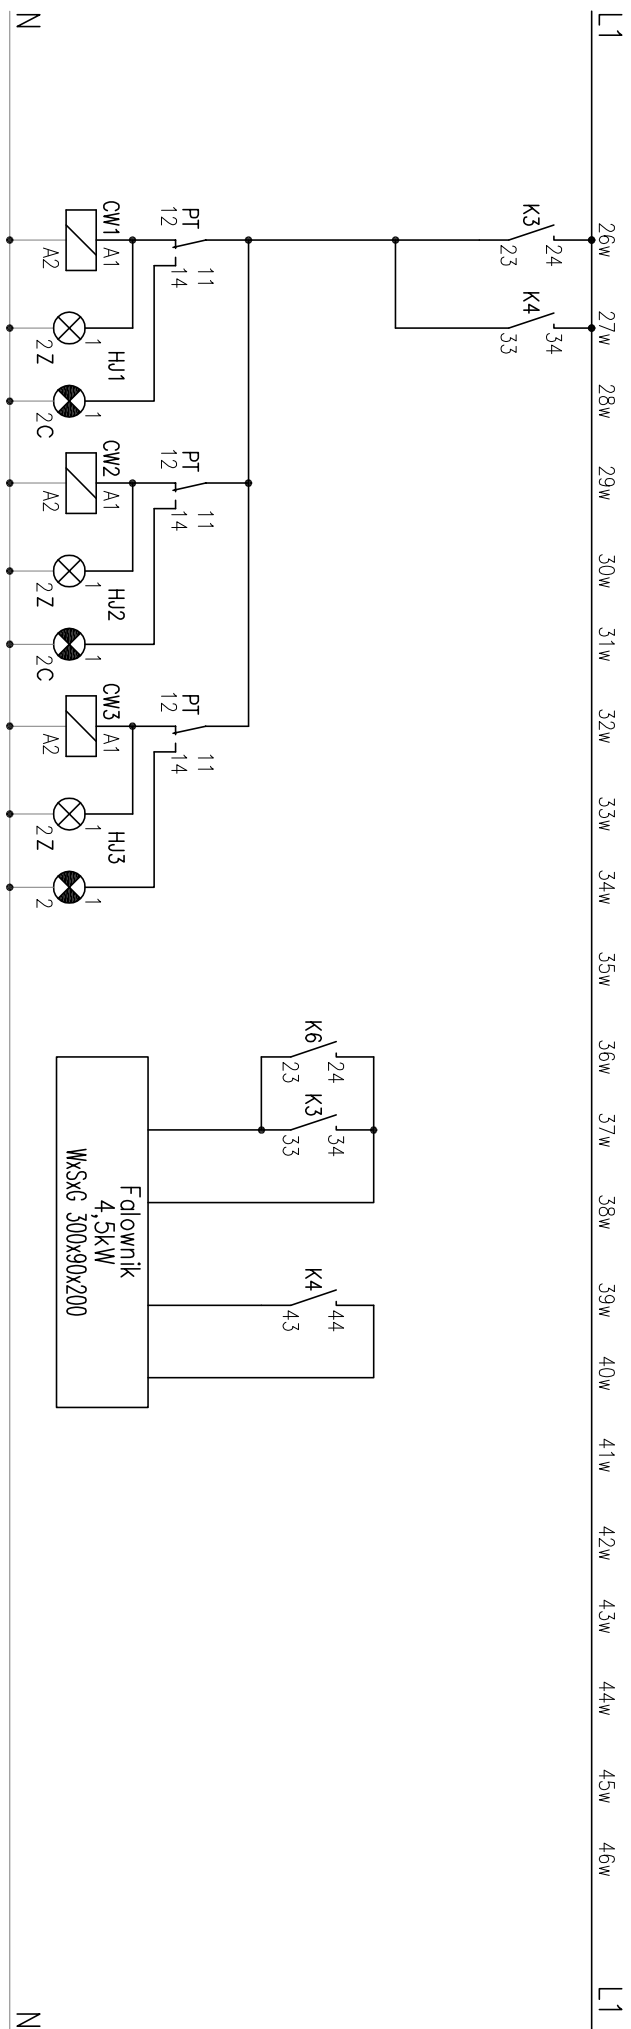 L1
26w
27w
28w
29w
30w
31w
32w
33w
34w
35w
36w
37w
38w
39w
40w
41w
42w
43w
44w
45w
46w
L1
K3
24
23
K4
34
33
PT
11
12
14
PT
11
12
14
PT
11
12
14
CW1
A1
A2
HJ1
1
2Z
1
2C
CW2
A1
A2
HJ2
1
2Z
1
2C
CW3
A1
A2
HJ3
1
2Z
1
2
K6
24
23
K3
34
33
K4
44
43
Falownik
4,5kW
WxSxG 300x90x200
N
N